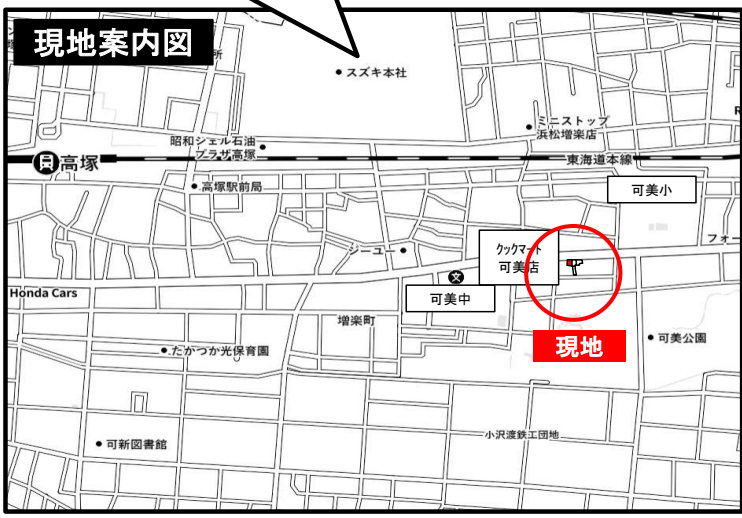 現地案内図
所
スズキ本社
ミニストップ
浜松増楽店
昭和シェル石油
プラザ高塚
高塚
東海道本線
高塚駅前局
可美小
ジーユー
クックマート
可美店
フォー
文
可美中
Honda Cars
増楽町
現地
可美公園
たかつか光保育園
小沢渡鉄工団地
可新図書館